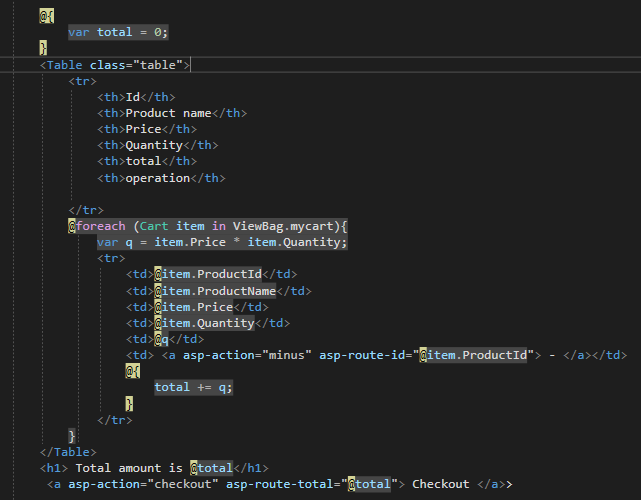 @{
var total = 0;
}
<Table class="table">
<tr>
<th>Id</th>
<th>Product name</th>
<th>Price</th>
<th>Quantity</th>
<th>total</th>
<th>operation</th>
</tr>
@foreach (Cart item in ViewBag.mycart){
var q = item.Price * item.Quantity;
<tr>
<td>@item.ProductId</td>
<td>@item.ProductName</td>
<td>@item.Price</td>
<td>@item.Quantity</td>
<td>@q</td>
<td> <a asp-action="minus" asp-route-id="@item.ProductId"> - </a></td>
@{
total += q;
}
</tr>
}
</Table>
<h1> Total amount is @total</h1>
<a asp-action="checkout" asp-route-total="@total"> Checkout </a>>